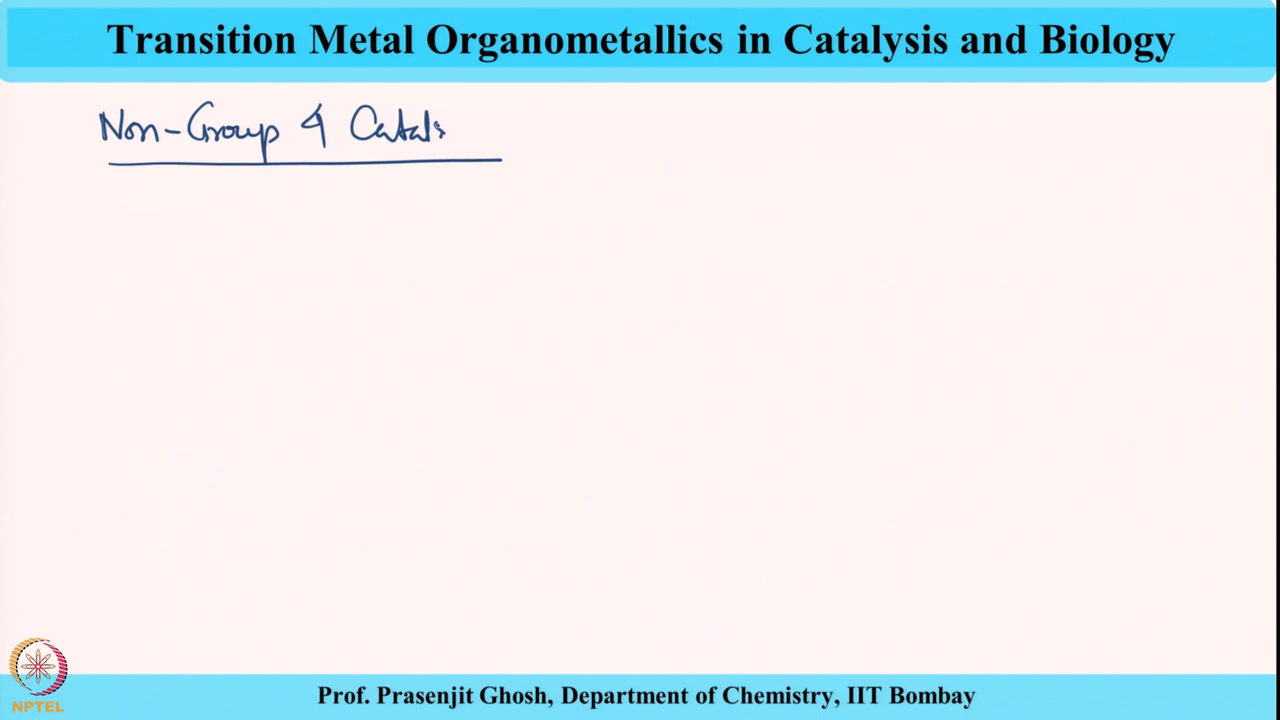 Transition Metal Organometallics in Catalysis and Biology
Non-Group 4 Catals
Prof. Prasenjit Ghosh, Department of Chemistry, IIT Bombay
NPTEL